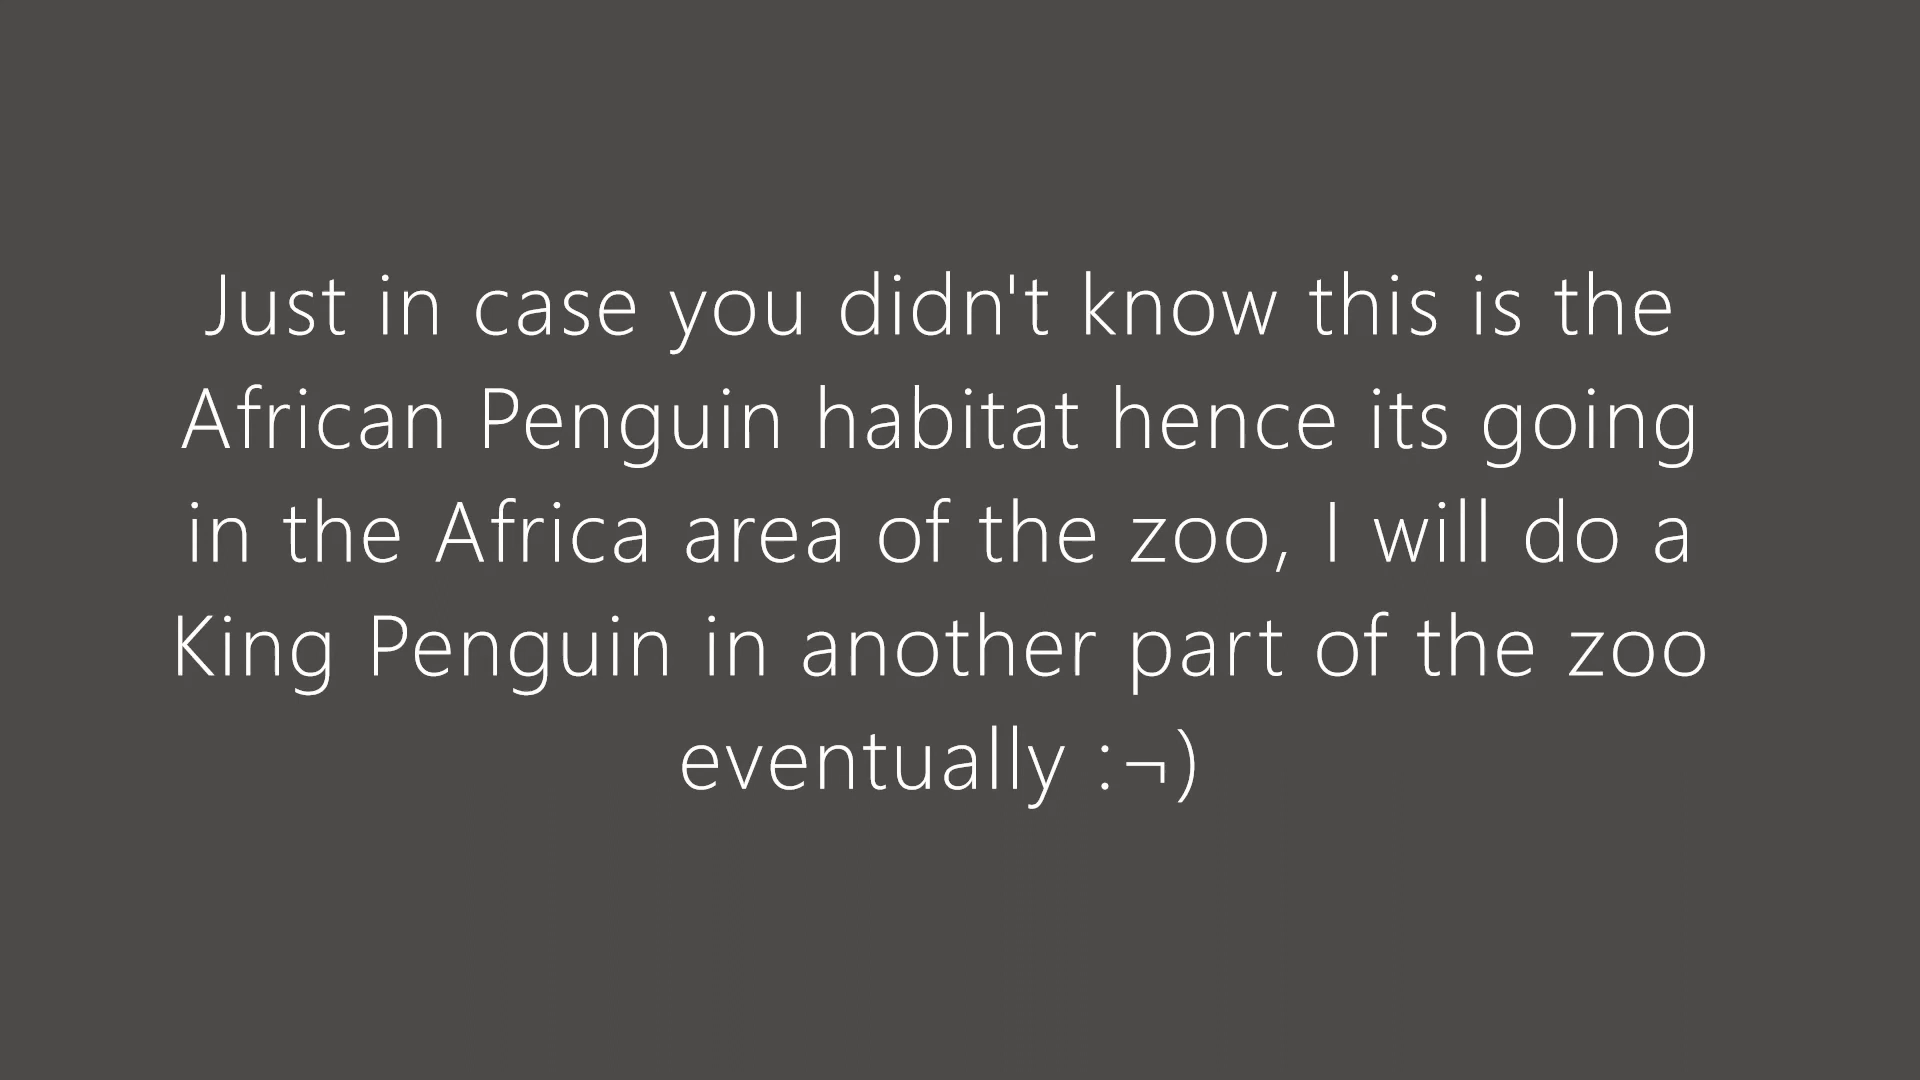 Just in case you didn't know this is the
African Penguin habitat hence its going
in the Africa area of the zoo, I will do a
King Penguin in another part of the zoo
eventually :¬)